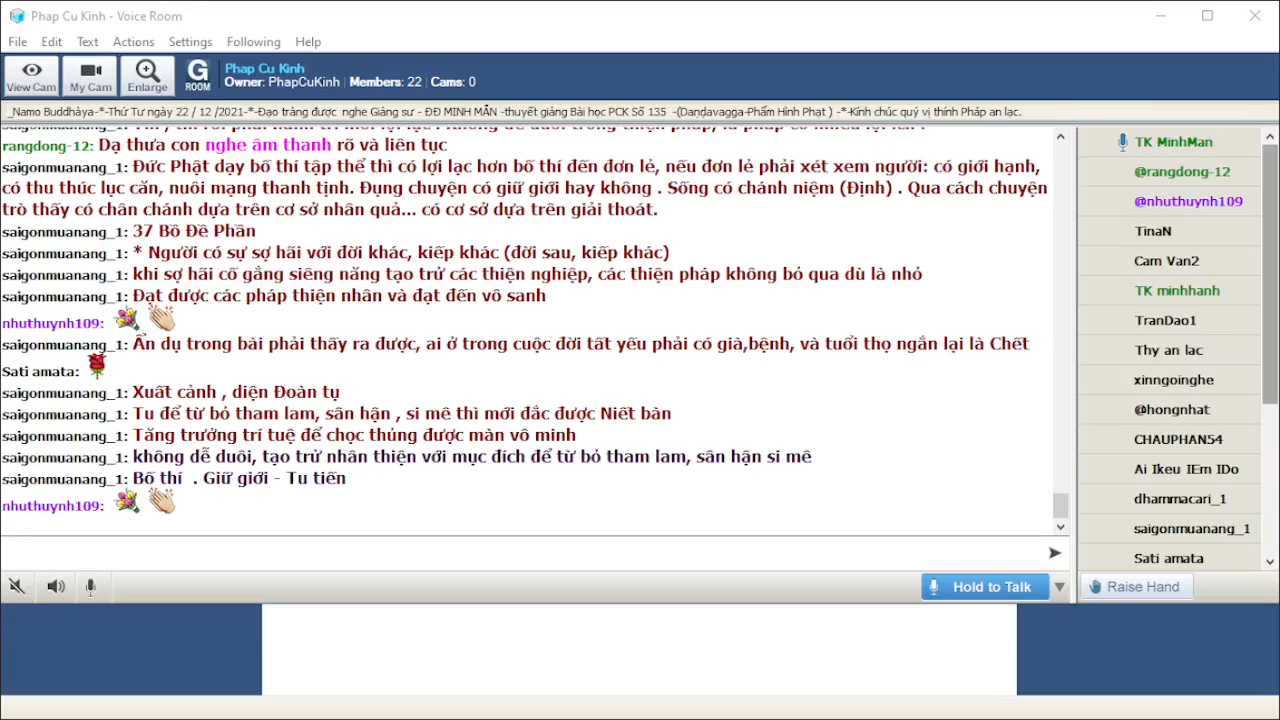 Phap Cu Kinh - Voice Room
File Edit Text Actions Settings Following Help
View Cam
My Cam
Enlarge
G
ROOM
Phap Cu Kinh
Owner: PhapCuKinh | Members: 22 | Cams: 0
_Namo Buddhàya-*-Thứ Tư ngày 22 / 12 /2021-*-Đạo tràng được nghe Giảng sư - ĐĐ MINH MẪN -thuyết giảng Bài học PCK Số 135 -(Daṇḍavagga-Phẩm Hình Phạt ) -*-Kính chúc quý vị thính Pháp an lạc.
rangdong-12: Dạ thưa con nghe âm thanh rõ và liên tục
saigonmuanang_1: Đức Phật dạy bố thí tập thể thì có lợi lạc hơn bố thí đến đơn lẻ, nếu đơn lẻ phải xét xem người: có giới hạnh,
có thu thúc lục căn, nuôi mạng thanh tịnh. Đụng chuyện có giữ giới hay không . Sống có chánh niệm (Định) . Qua cách chuyện
trò thấy có chân chánh dựa trên cơ sở nhân quả... có cơ sở dựa trên giải thoát.
saigonmuanang_1: 37 Bồ Đề Phần
saigonmuanang_1: * Người có sự sợ hãi với đời khác, kiếp khác (đời sau, kiếp khác)
saigonmuanang_1: khi sợ hãi cố gắng siêng năng tạo trử các thiện nghiệp, các thiện pháp không bỏ qua dù là nhỏ
saigonmuanang_1: Đạt được các pháp thiện nhân và đạt đến vô sanh
nhuthuynh109:
saigonmuanang_1: Ẩn dụ trong bài phải thấy ra được, ai ở trong cuộc đời tất yếu phải có già,bệnh, và tuổi thọ ngắn lại là Chết
Sati amata:
saigonmuanang_1: Xuất cảnh , diện Đoàn tụ
saigonmuanang_1: Tu để từ bỏ tham lam, sân hận , si mê thì mới đắc được Niết bàn
saigonmuanang_1: Tăng trưởng trí tuệ để chọc thủng được màn vô minh
saigonmuanang_1: không dễ duôi, tạo trử nhân thiện với mục đích để từ bỏ tham lam, sân hận si mê
saigonmuanang_1: Bố thí . Giữ giới - Tu tiến
nhuthuynh109:
TK MinhMan
@rangdong-12
@nhuthuynh109
TinaN
Cam Van2
TK minhhanh
TranDao1
Thy an lac
xinngoinghe
@hongnhat
CHAUPHAN54
Ai Ikeu IEm IDo
dhammacari_1
saigonmuanang_1
Sati amata
Hold to Talk
Raise Hand